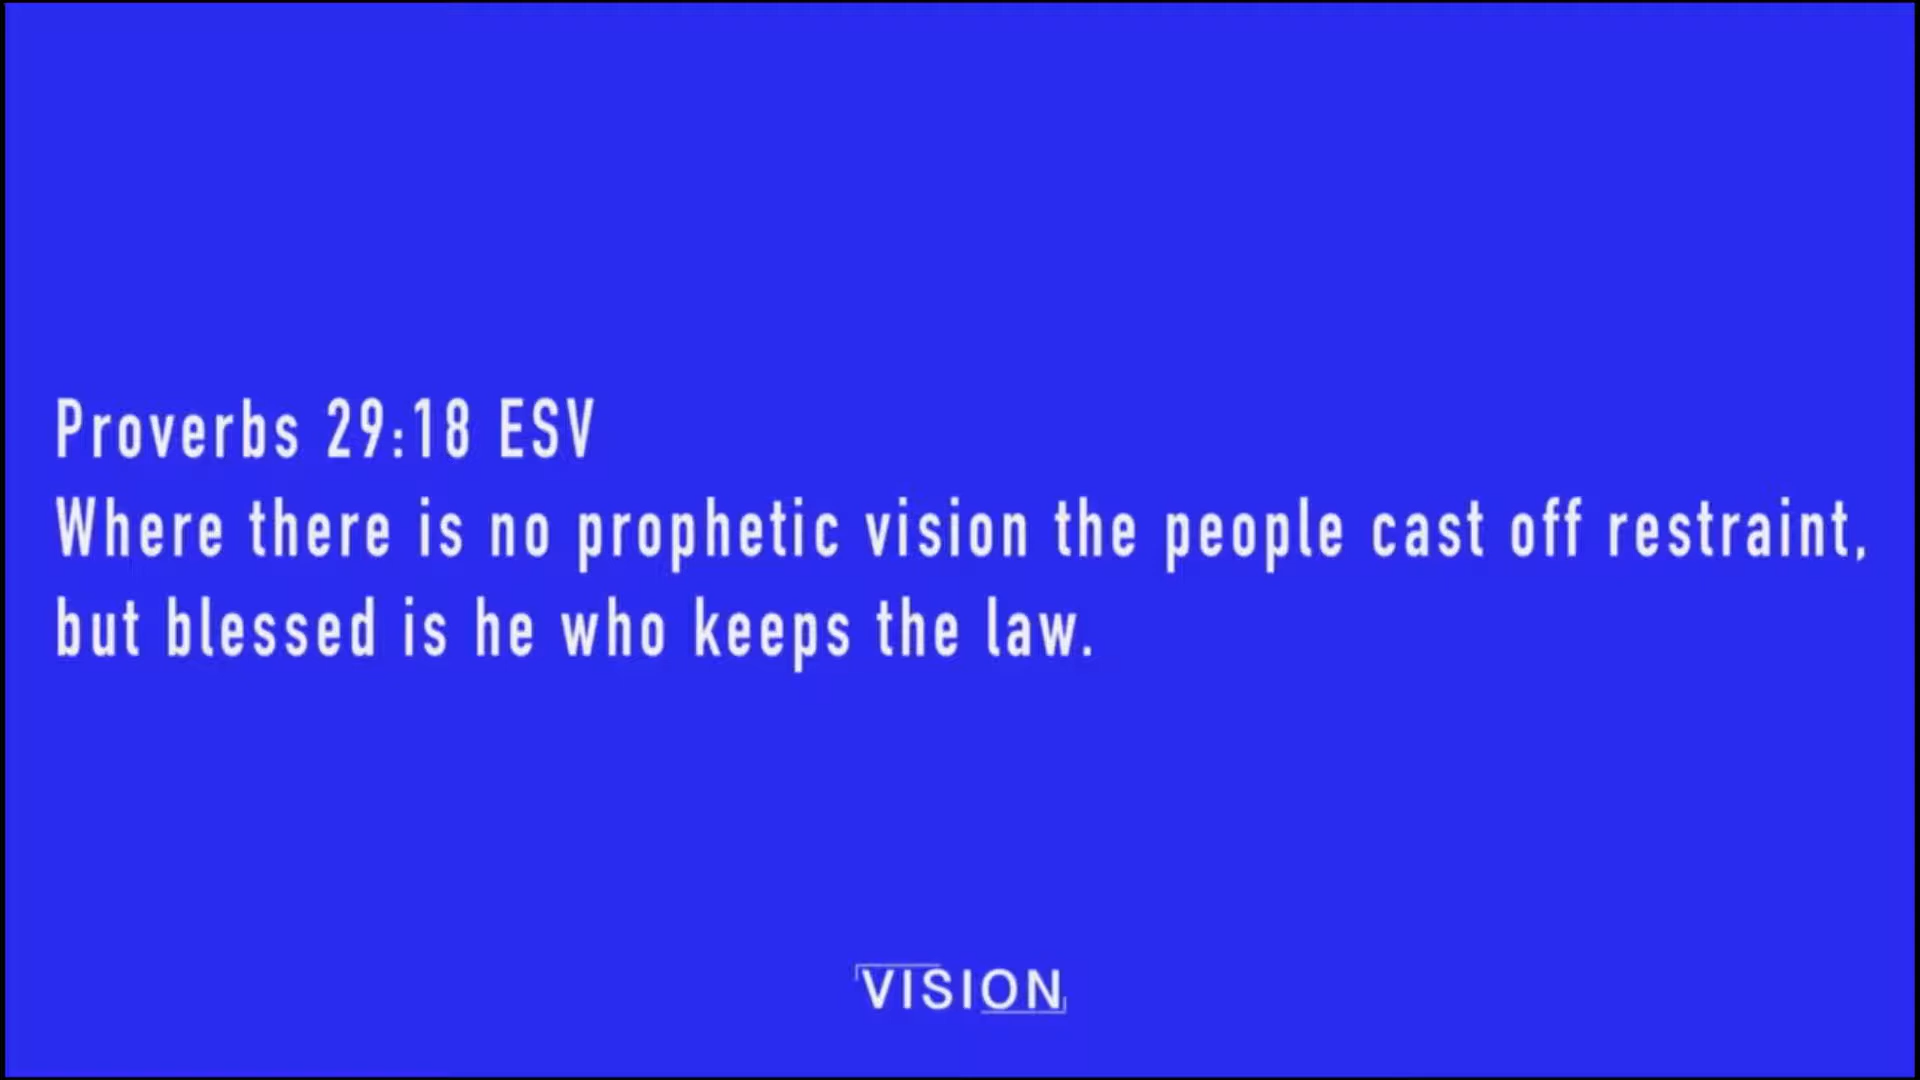 Proverbs 29:18 ESV
Where there is no prophetic vision the people cast off restraint,
but blessed is he who keeps the law.
VISION